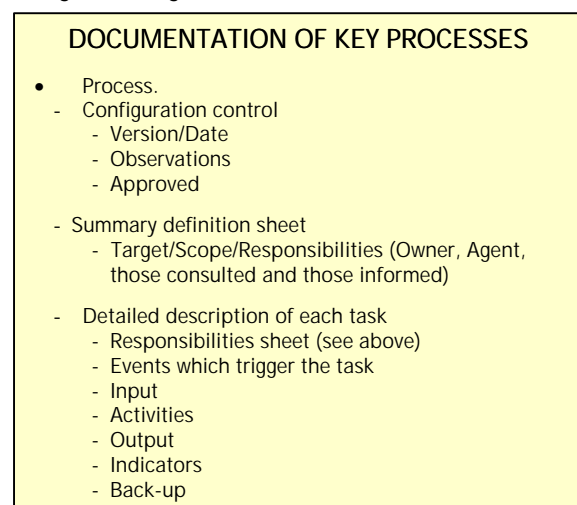 DOCUMENTATION OF KEY PROCESSES
• Process.
- Configuration control
- Version/Date
- Observations
- Approved
- Summary definition sheet
- Target/Scope/Responsibilities (Owner, Agent,
those consulted and those informed)
- Detailed description of each task
- Responsibilities sheet (see above)
- Events which trigger the task
- Input
- Activities
- Output
- Indicators
- Back-up